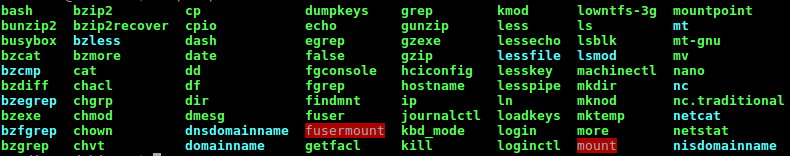 bash bzip2 cp dumpkeys grep kmod lowntfs-3g mountpoint
bunzip2 bzip2recover cpio echo gunzip less ls mt
busybox bzless dash egrep gzexe lessecho lsblk mt-gnu
bzcat bzmore date false gzip lessfile lsmod mv
bzcmp cat dd fgconsole hciconfig lesskey machinectl nano
bzdiff chacl df fgrep hostname lesspipe mkdir nc
bzegrep chgrp dir findmnt ip ln mknod nc.traditional
bzexe chmod dmesg fuser journalctl loadkeys mktemp netcat
bzfgrep chown dnsdomainname fusermount kbd_mode login more netstat
bzgrep chvt domainname getfacl kill loginctl mount nisdomainname